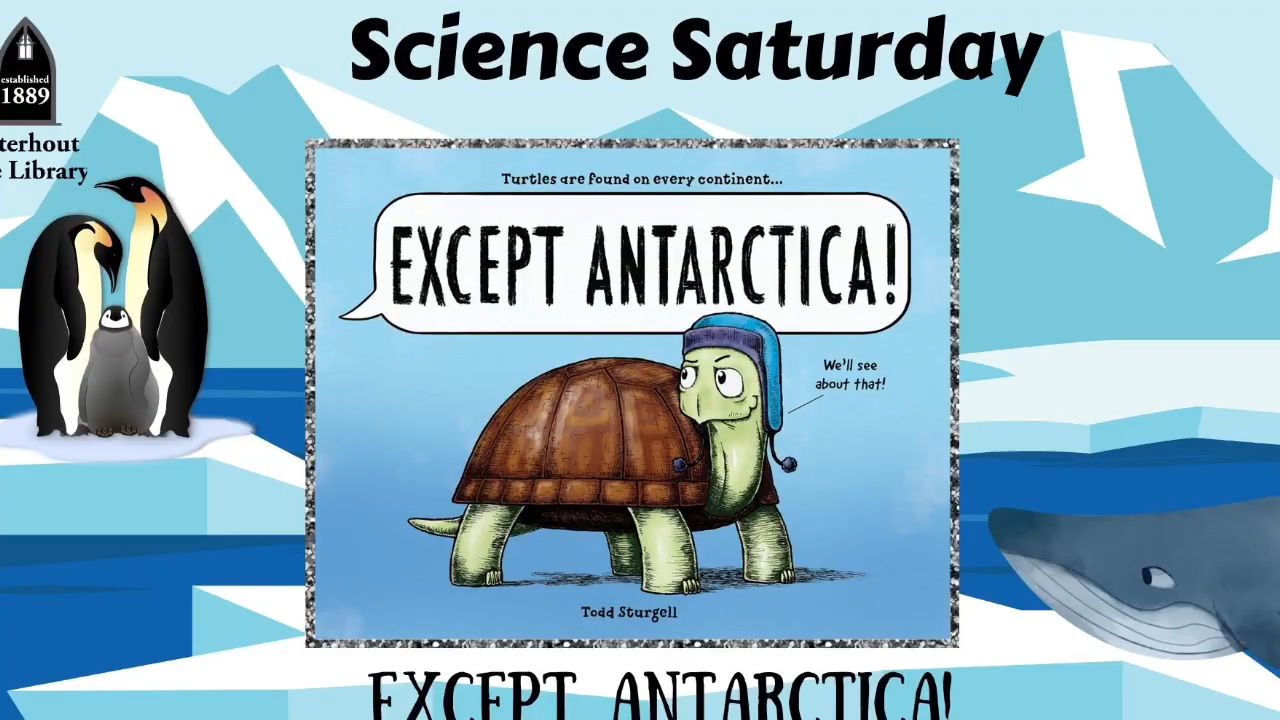 Science Saturday
established
1889
terhout
e Library
Turtles are found on every continent...
EXCEPT ANTARCTICA!
We'll see
about that!
Todd Sturgell
EXCEPT ANTARCTICA!